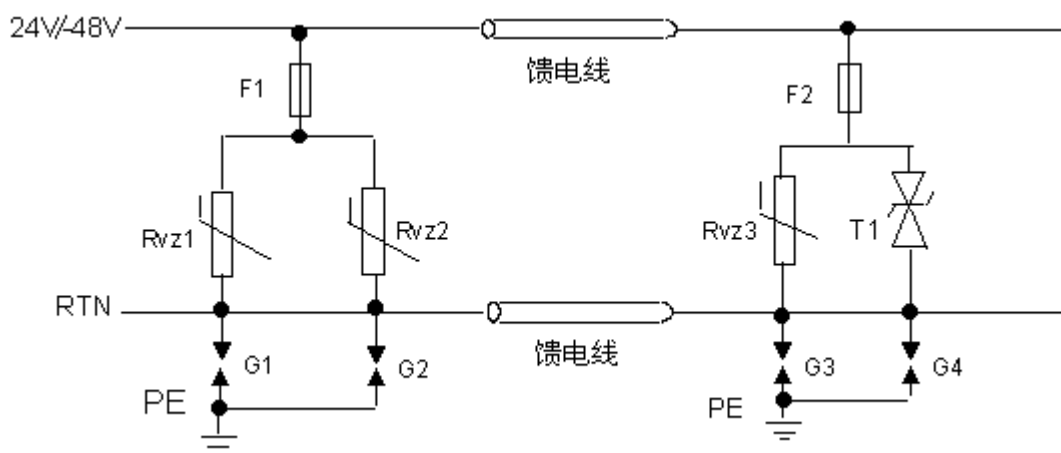 24V/-48V
馈电线
F1
F2
Rvz1
Rvz2
Rvz3
T1
RTN
馈电线
G1
G2
G3
G4
PE
PE